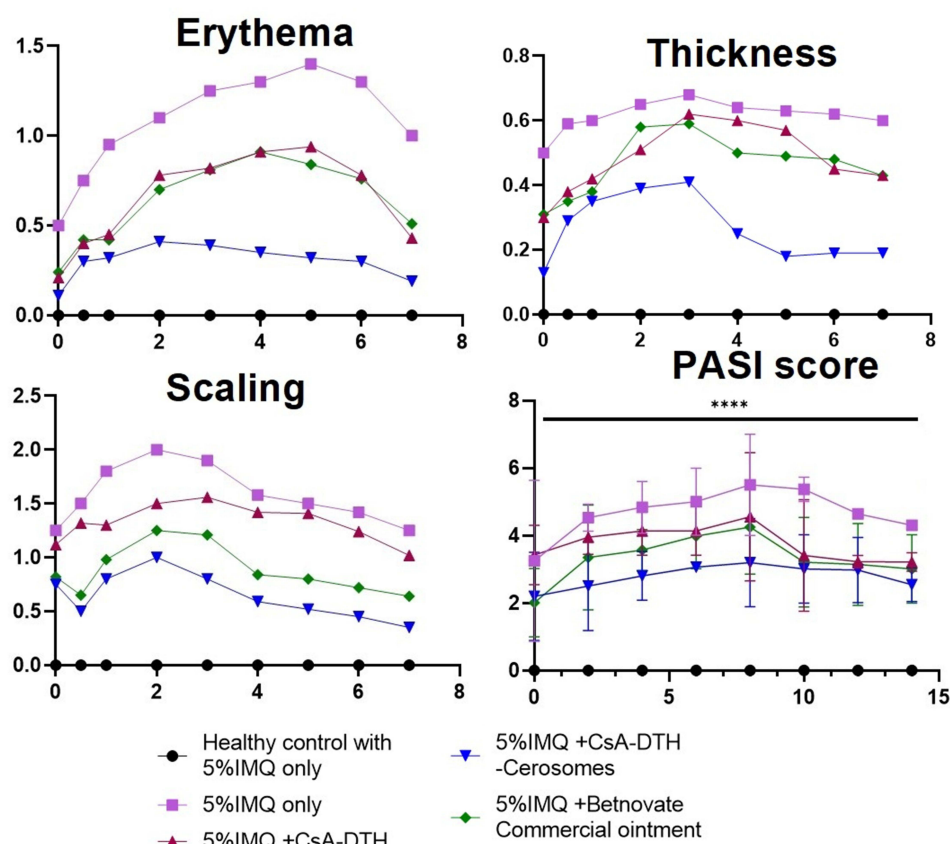 Erythema
1.5
1.0
0.5
0.0
0 2 4 6 8
Thickness
0.8
0.6
0.4
0.2
0.0
0 2 4 6 8
Scaling
2.5
2.0
1.5
1.0
0.5
0.0
0 2 4 6 8
PASI score
8
6
4
2
0
****
0 5 10 15
Healthy control with
5%IMQ only
5%IMQ only
5%IMQ +CsA-DTH
5%IMQ +CsA-DTH
-Cerosomes
5%IMQ +Betnovate
Commercial ointment